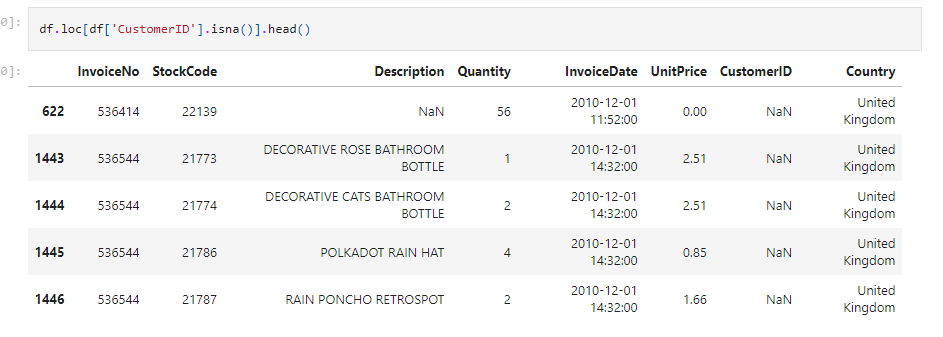 0]:
df.loc[df['CustomerID'].isna()].head()
0]:
InvoiceNo StockCode Description Quantity InvoiceDate UnitPrice CustomerID Country
622 536414 22139 NaN 56 2010-12-01 11:52:00 0.00 NaN United Kingdom
1443 536544 21773 DECORATIVE ROSE BATHROOM BOTTLE 1 2010-12-01 14:32:00 2.51 NaN United Kingdom
1444 536544 21774 DECORATIVE CATS BATHROOM BOTTLE 2 2010-12-01 14:32:00 2.51 NaN United Kingdom
1445 536544 21786 POLKADOT RAIN HAT 4 2010-12-01 14:32:00 0.85 NaN United Kingdom
1446 536544 21787 RAIN PONCHO RETROSPOT 2 2010-12-01 14:32:00 1.66 NaN United Kingdom